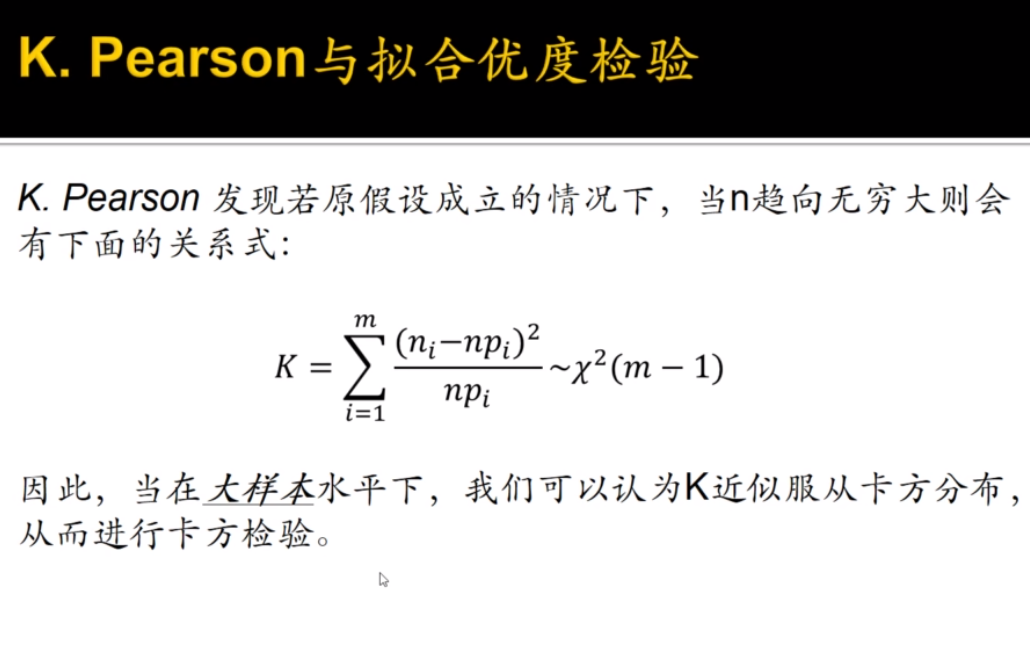 K. Pearson与拟合优度检验
K. Pearson 发现若原假设成立的情况下，当n趋向无穷大则会
有下面的关系式：
K = \sum_{i=1}^{m} \frac{(n_i-np_i)^2}{np_i} \sim \chi^2(m-1)
因此，当在大样本水平下，我们可以认为K近似服从卡方分布，
从而进行卡方检验。